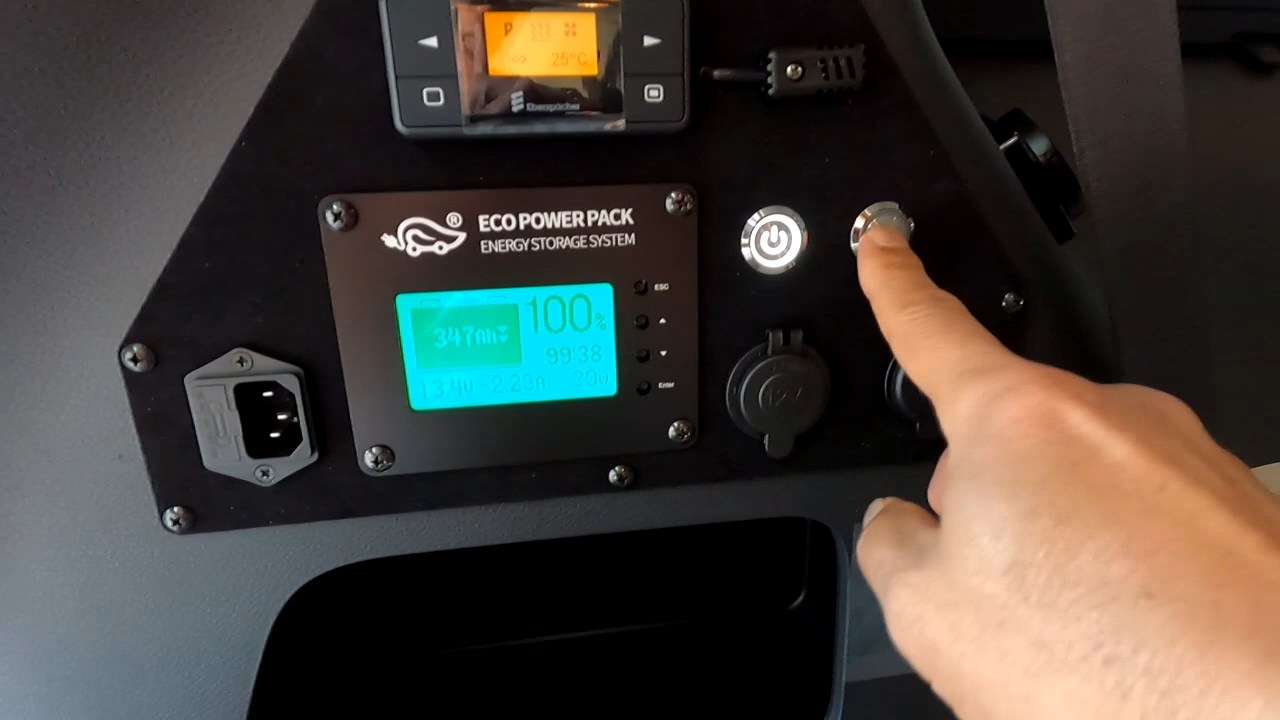 25°C
Eberspächer
® ECO POWER PACK
ENERGY STORAGE SYSTEM
ESC
100%
347Ah
99:38
13.40 -2.23A 30w
Enter
12V